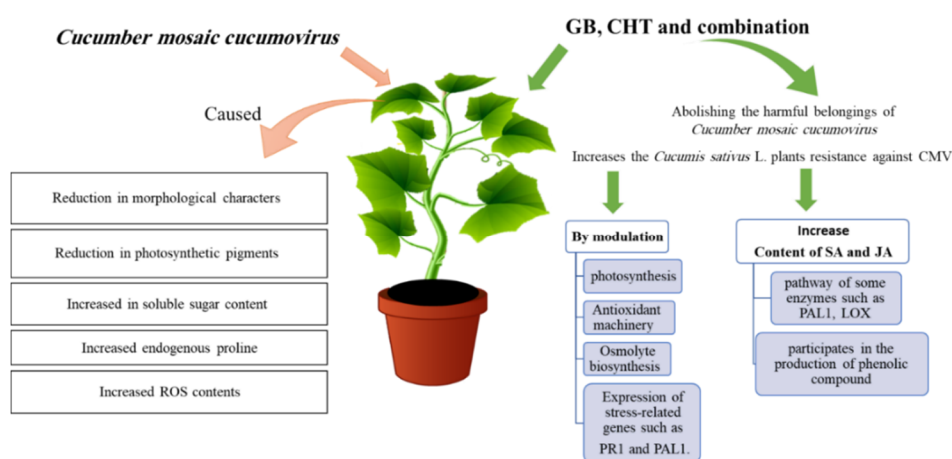 Cucumber mosaic cucumovirus
Caused
Reduction in morphological characters
Reduction in photosynthetic pigments
Increased in soluble sugar content
Increased endogenous proline
Increased ROS contents
GB, CHT and combination
Abolishing the harmful belongings of
Cucumber mosaic cucumovirus
Increases the Cucumis sativus L. plants resistance against CMV
By modulation
photosynthesis
Antioxidant
machinery
Osmolyte
biosynthesis
Expression of
stress-related
genes such as
PR1 and PAL1.
Increase
Content of SA and JA
pathway of some
enzymes such as
PAL1, LOX
participates in the
production of phenolic
compound